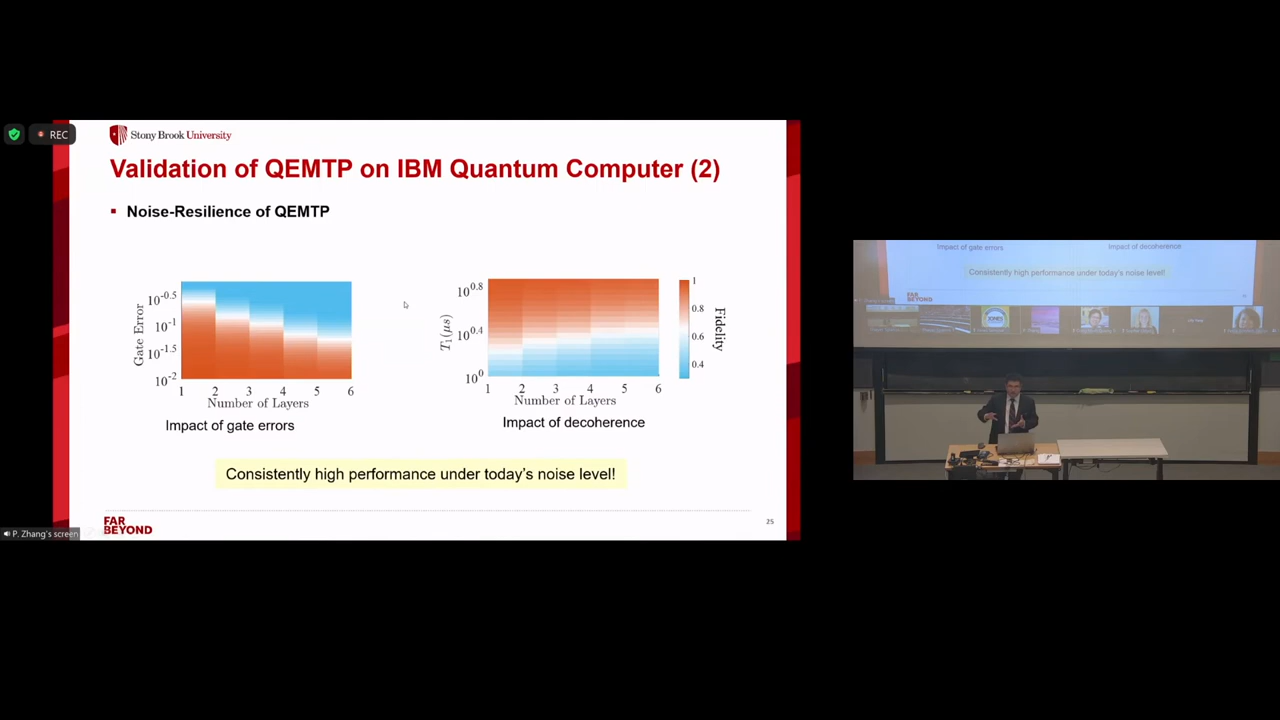 REC
Stony Brook University
Validation of QEMTP on IBM Quantum Computer (2)
▪ Noise-Resilience of QEMTP
Gate Error
10^-0.5
10^-1
10^-1.5
10^-2
1 2 3 4 5 6
Number of Layers
Impact of gate errors
T₁(μs)
10^0.8
10^0.4
10^0
1 2 3 4 5 6
Number of Layers
Impact of decoherence
1
0.8
0.6
0.4
Fidelity
Consistently high performance under today's noise level!
FAR
BEYOND
25
P. Zhang's screen
Impact of gate errors
Impact of decoherence
Consistently high performance under today's noise level!
FAR
BEYOND